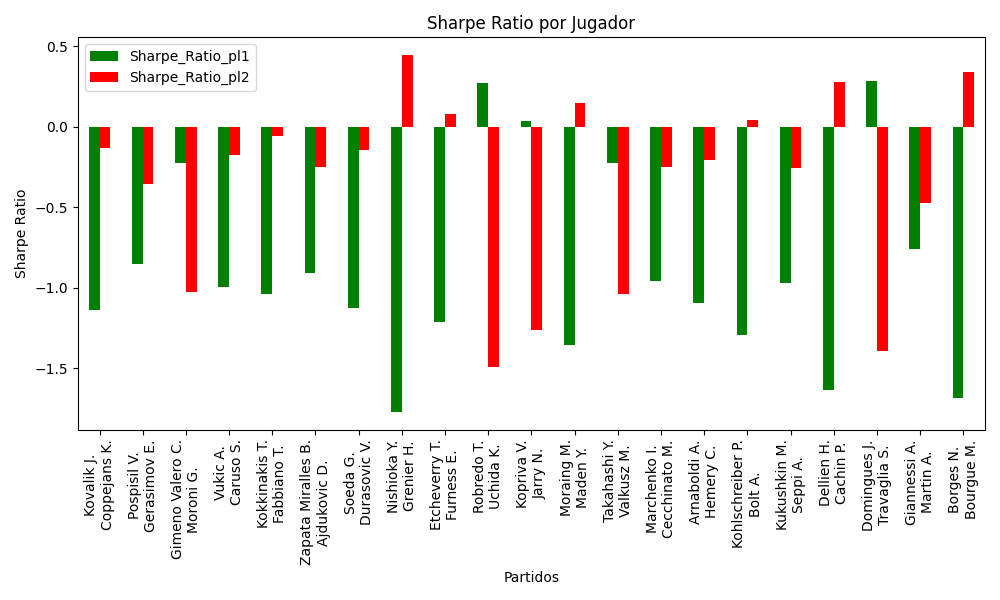 Sharpe Ratio por Jugador
Sharpe_Ratio_pl1
Sharpe_Ratio_pl2
Sharpe Ratio
0.5
0.0
−0.5
−1.0
−1.5
Kovalik J.
Coppejans K.
Pospisil V.
Gerasimov E.
Gimeno Valero C.
Moroni G.
Vukic A.
Caruso S.
Kokkinakis T.
Fabbiano T.
Zapata Miralles B.
Ajdukovic D.
Soeda G.
Durasovic V.
Nishioka Y.
Grenier H.
Etcheverry T.
Furness E.
Robredo T.
Uchida K.
Kopriva V.
Jarry N.
Moraing M.
Maden Y.
Takahashi Y.
Valkusz M.
Marchenko I.
Cecchinato M.
Arnaboldi A.
Hemery C.
Kohlschreiber P.
Bolt A.
Kukushkin M.
Seppi A.
Dellien H.
Cachin P.
Domingues J.
Travaglia S.
Giannessi A.
Martin A.
Borges N.
Bourgue M.
Partidos